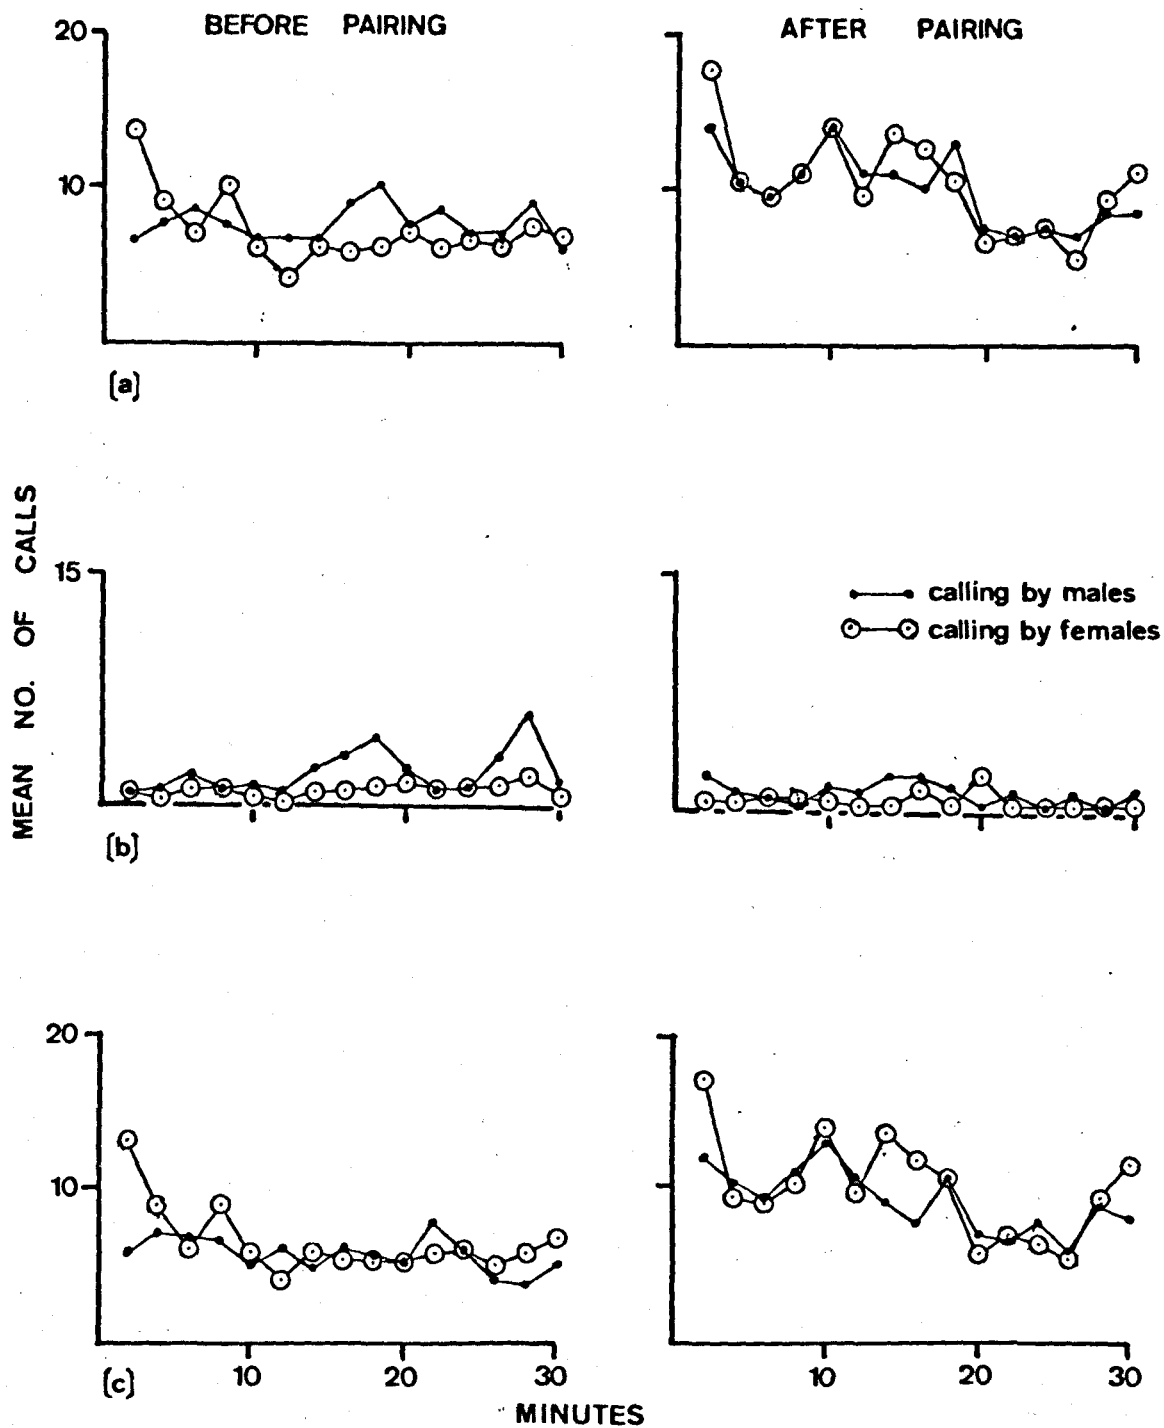 BEFORE PAIRING
AFTER PAIRING
20
10
(a)
MEAN NO. OF CALLS
15
calling by males
calling by females
(b)
20
10
(c)
10 20 30
10 20 30
MINUTES